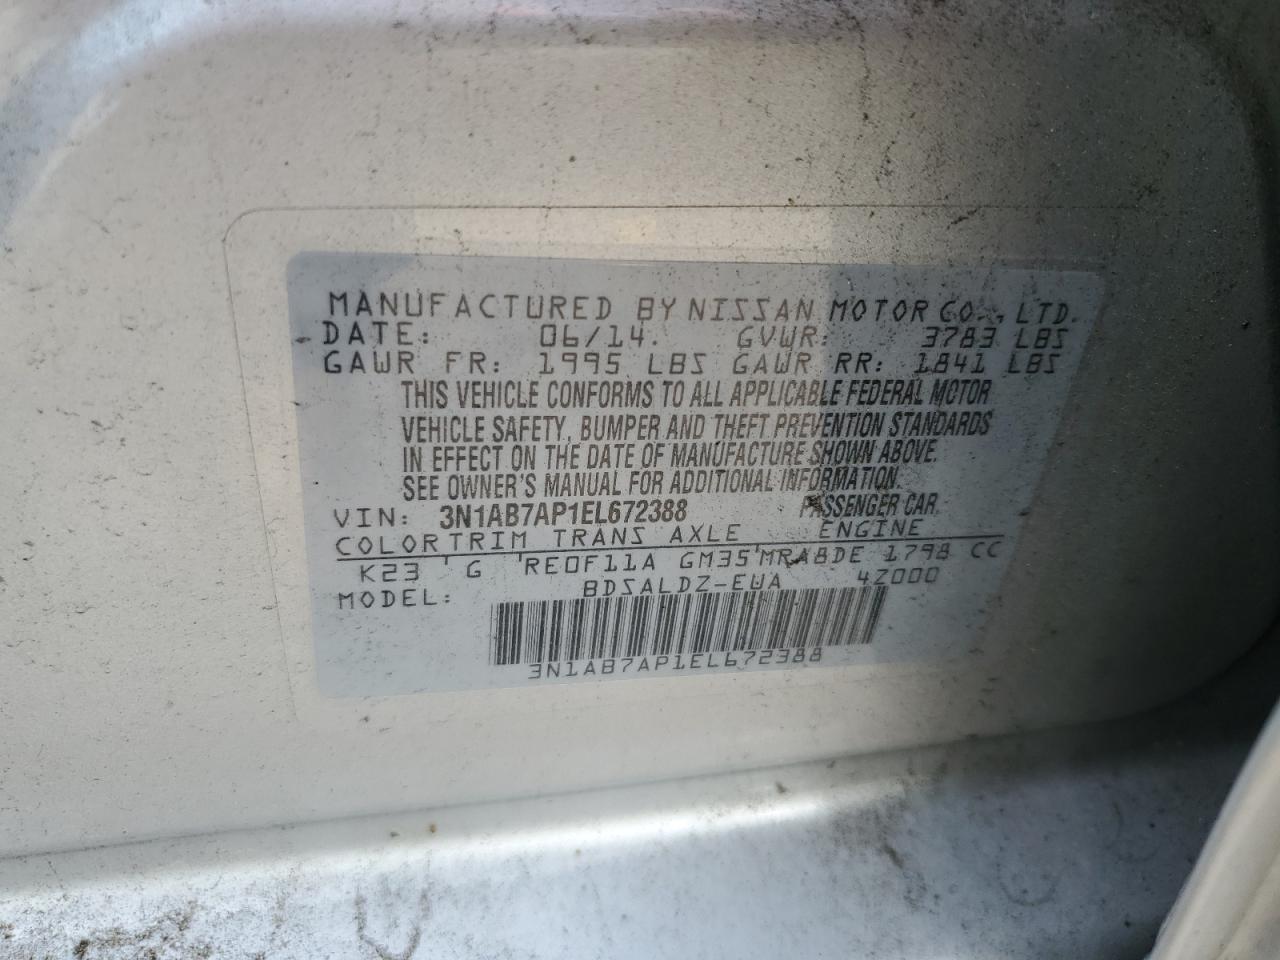 MANUFACTURED BY NISSAN MOTOR CO., LTD.
DATE: 06/14. GVWR: 3783 LBS
GAWR FR: 1995 LBS GAWR RR: 1841 LBS
THIS VEHICLE CONFORMS TO ALL APPLICABLE FEDERAL MOTOR
VEHICLE SAFETY, BUMPER AND THEFT PREVENTION STANDARDS
IN EFFECT ON THE DATE OF MANUFACTURE SHOWN ABOVE.
SEE OWNER'S MANUAL FOR ADDITIONAL INFORMATION.
VIN: 3N1AB7AP1EL672388 PASSENGER CAR
COLOR TRIM TRANS AXLE ENGINE
K23 G RE0F11A GM35 MRA8DE 1798 CC
MODEL: BDSALDZ-EUA 4Z000
3N1AB7AP1EL672388